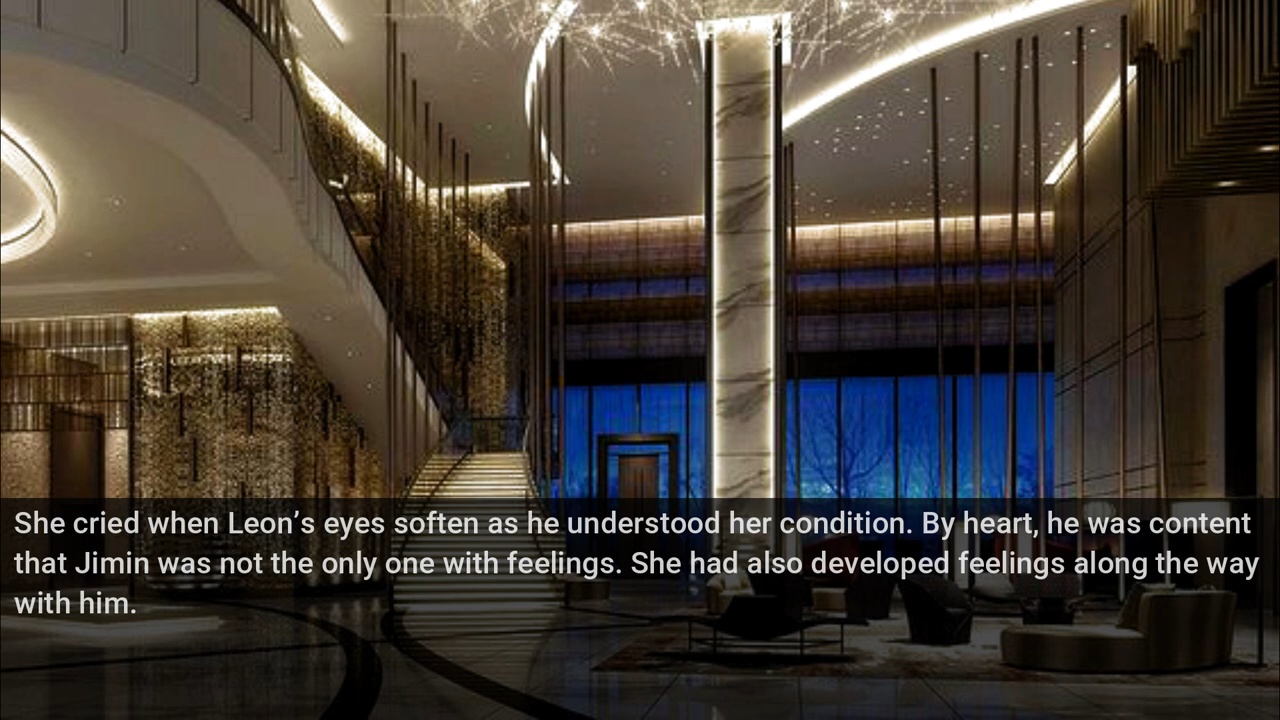 She cried when Leon’s eyes soften as he understood her condition. By heart, he was content
that Jimin was not the only one with feelings. She had also developed feelings along the way
with him.